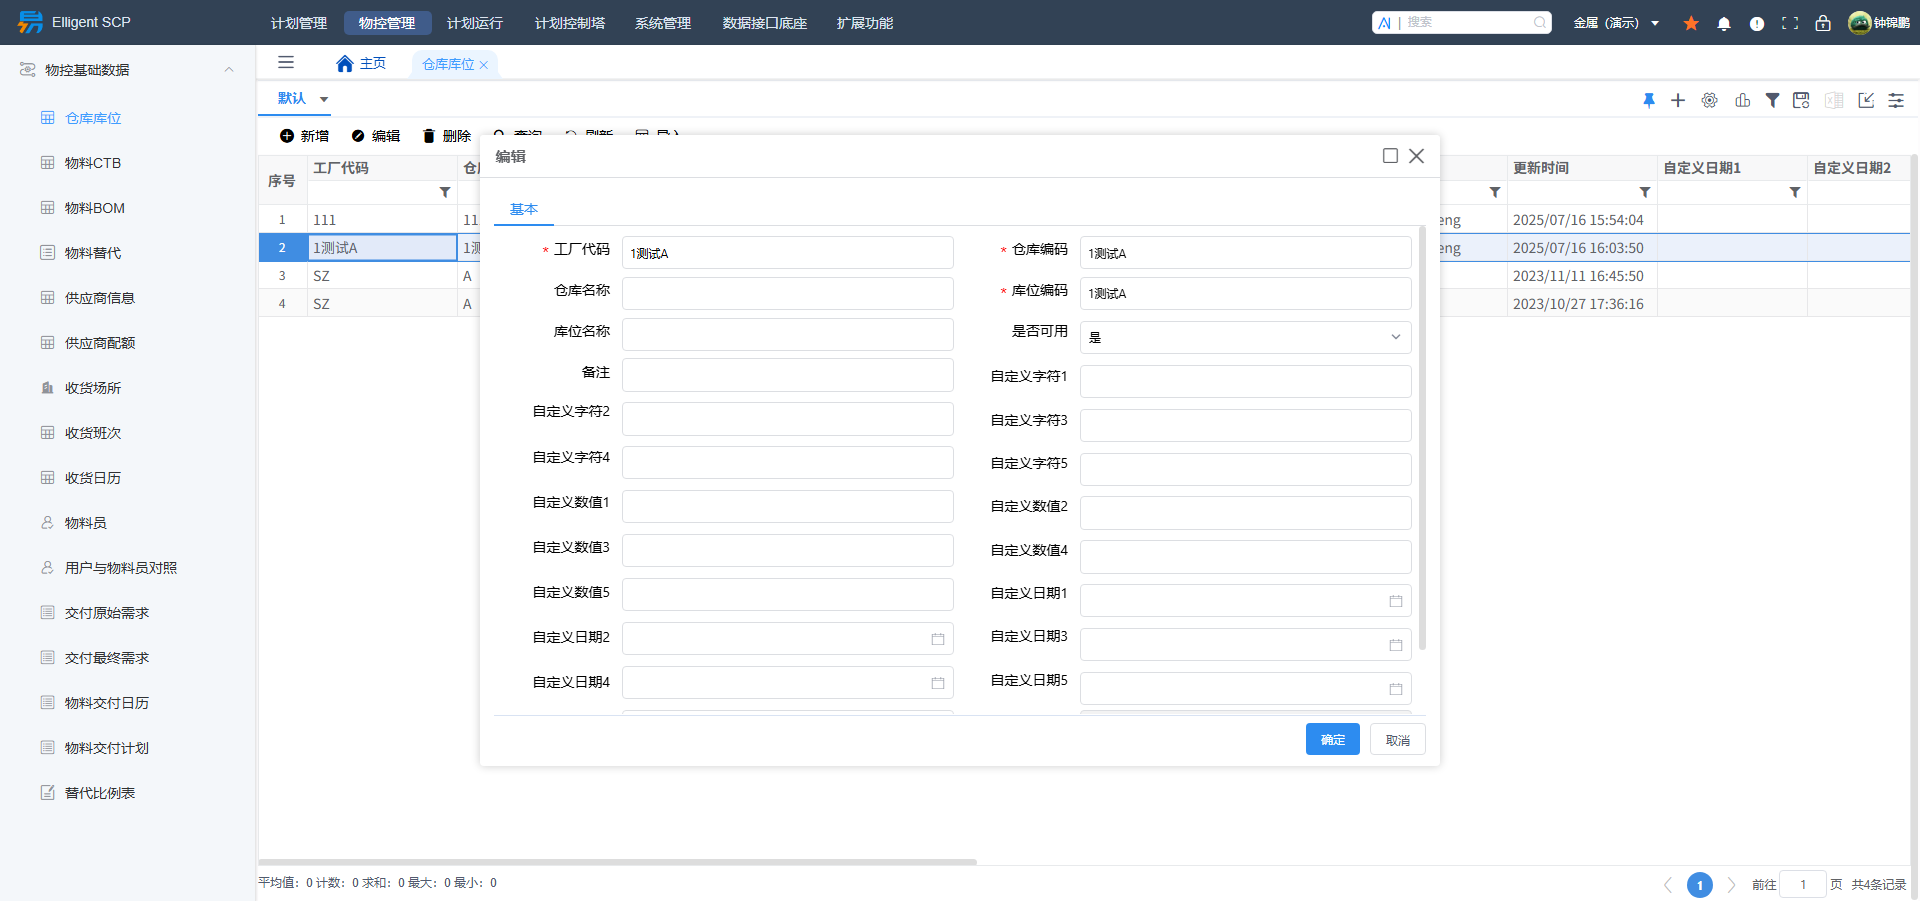 Elligent SCP
计划管理
物控管理
计划运行
计划控制塔
系统管理
数据接口底座
扩展功能
搜索
金属（演示）
钟锦鹏
物控基础数据
仓库库位
物料CTB
物料BOM
物料替代
供应商信息
供应商配额
收货场所
收货班次
收货日历
物料员
用户与物料员对照
交付原始需求
交付最终需求
物料交付日历
物料交付计划
替代比例表
主页
仓库库位
默认
新增 编辑 删除 查询 刷新 导入
序号 工厂代码 仓库 更新时间 自定义日期1 自定义日期2
1 111 11 eng 2025/07/16 15:54:04
2 1测试A 1测 eng 2025/07/16 16:03:50
3 SZ A 2023/11/11 16:45:50
4 SZ A 2023/10/27 17:36:16
编辑
基本
* 工厂代码 1测试A
* 仓库编码 1测试A
仓库名称
* 库位编码 1测试A
库位名称
是否可用 是
备注
自定义字符1
自定义字符2
自定义字符3
自定义字符4
自定义字符5
自定义数值1
自定义数值2
自定义数值3
自定义数值4
自定义数值5
自定义日期1
自定义日期2
自定义日期3
自定义日期4
自定义日期5
确定 取消
平均值：0 计数：0 求和：0 最大：0 最小：0
1 前往 1 页 共4条记录